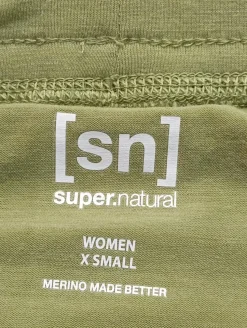 [sn]
super.natural
WOMEN
X SMALL
MERINO MADE BETTER